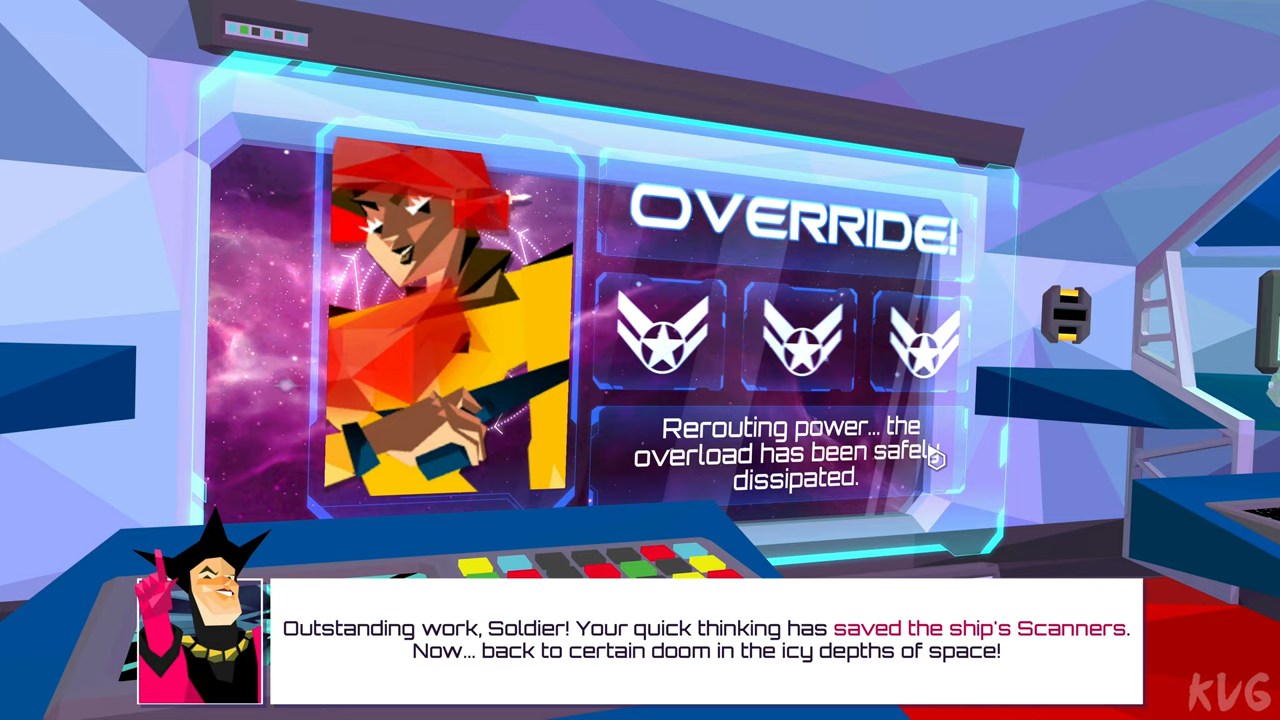 OVERRIDE!
Rerouting power... the
overload has been safely
dissipated.
Outstanding work, Soldier! Your quick thinking has saved the ship's Scanners.
Now... back to certain doom in the icy depths of space!
KVG